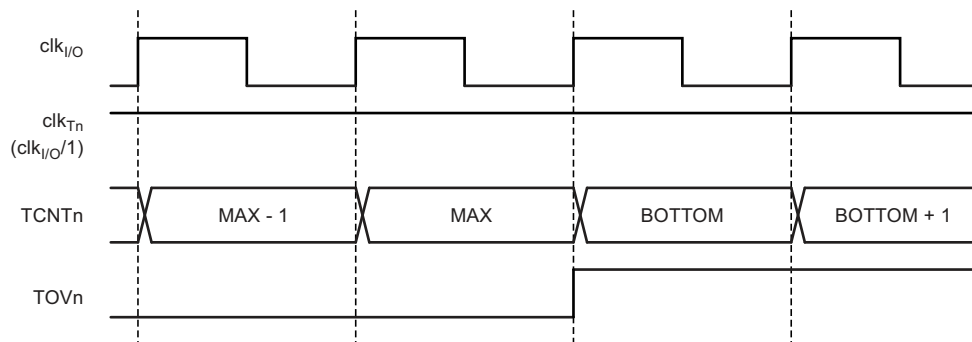 clkI/O
clkTn
(clkI/O/1)
TCNTn MAX - 1 MAX BOTTOM BOTTOM + 1
TOVn